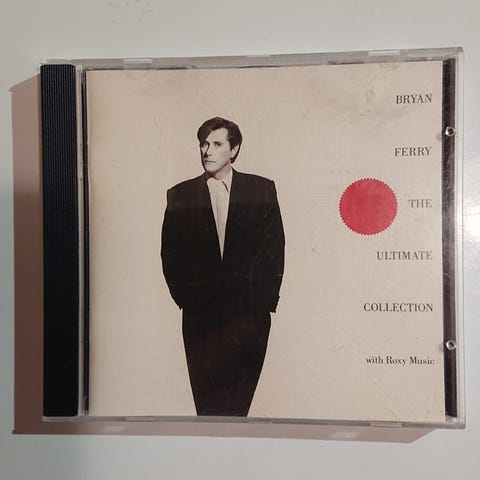 BRYAN
FERRY
THE
ULTIMATE
COLLECTION
with Roxy Music